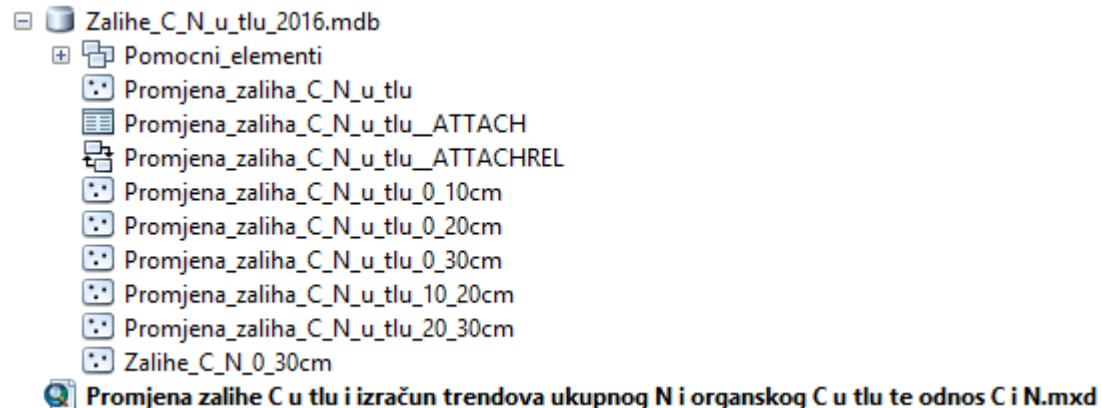 Zalihe_C_N_u_tlu_2016.mdb
Pomocni_elementi
Promjena_zaliha_C_N_u_tlu
Promjena_zaliha_C_N_u_tlu__ATTACH
Promjena_zaliha_C_N_u_tlu__ATTACHREL
Promjena_zaliha_C_N_u_tlu_0_10cm
Promjena_zaliha_C_N_u_tlu_0_20cm
Promjena_zaliha_C_N_u_tlu_0_30cm
Promjena_zaliha_C_N_u_tlu_10_20cm
Promjena_zaliha_C_N_u_tlu_20_30cm
Zalihe_C_N_0_30cm
Promjena zalihe C u tlu i izračun trendova ukupnog N i organskog C u tlu te odnos C i N.mxd